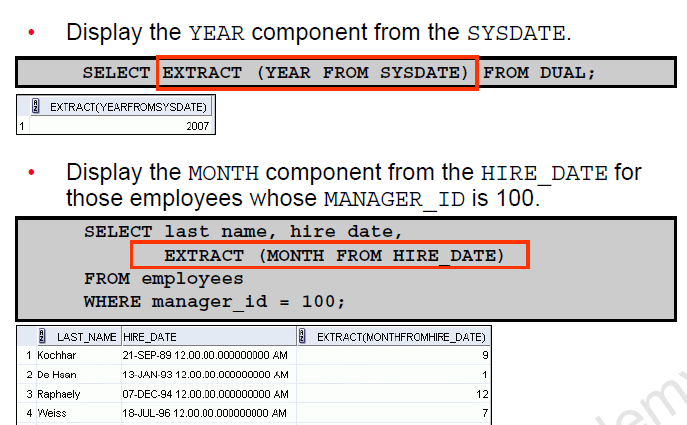 • Display the YEAR component from the SYSDATE.
SELECT EXTRACT (YEAR FROM SYSDATE) FROM DUAL;
EXTRACT(YEARFROMSYSDATE)
1 2007
• Display the MONTH component from the HIRE_DATE for
those employees whose MANAGER_ID is 100.
SELECT last name, hire date,
EXTRACT (MONTH FROM HIRE_DATE)
FROM employees
WHERE manager_id = 100;
LAST_NAME HIRE_DATE EXTRACT(MONTHFROMHIRE_DATE)
1 Kochhar 21-SEP-89 12.00.00.000000000 AM 9
2 De Haan 13-JAN-93 12.00.00.000000000 AM 1
3 Raphaely 07-DEC-94 12.00.00.000000000 AM 12
4 Weiss 18-JUL-96 12.00.00.000000000 AM 7